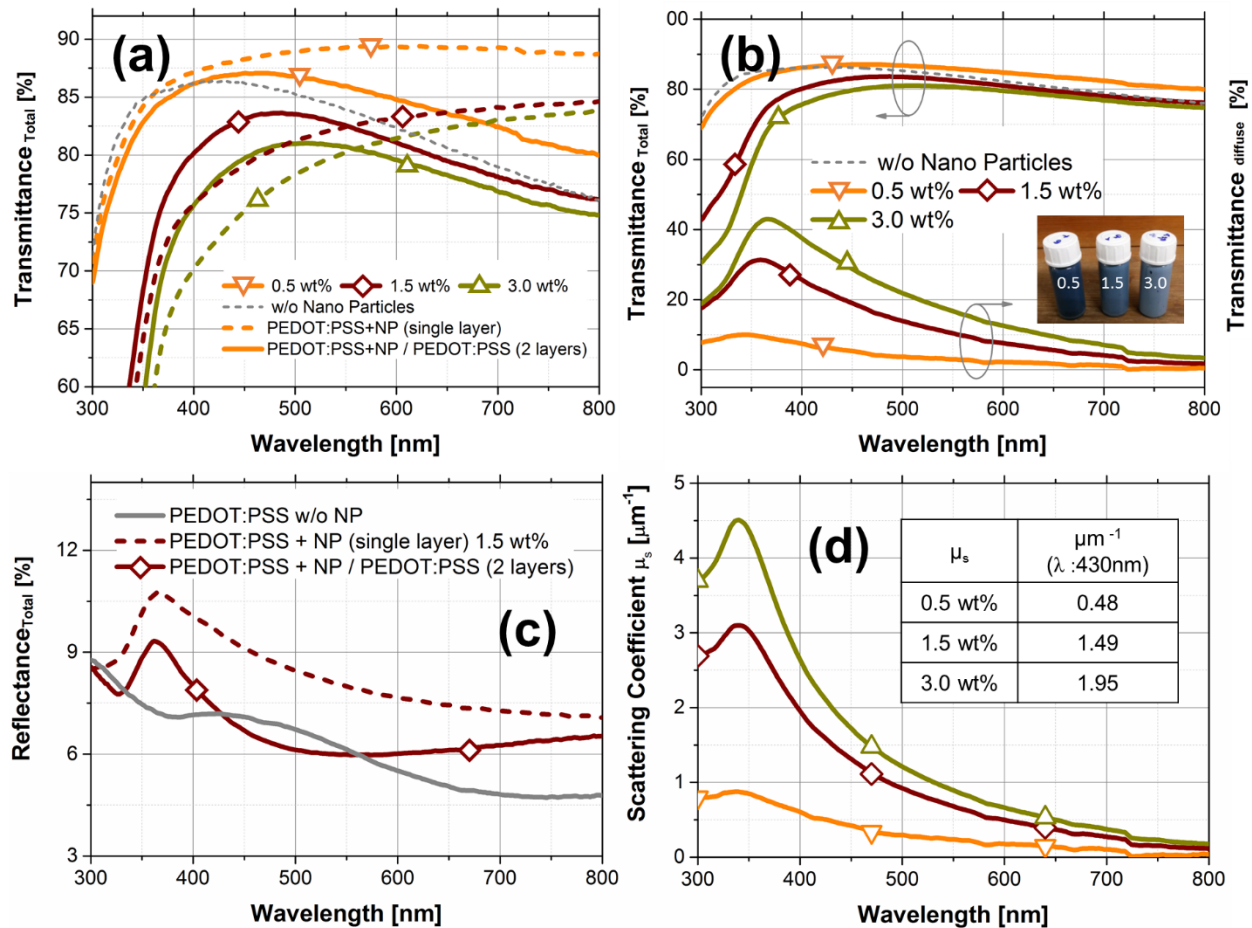 (a)
Transmittance Total [%]
90
85
80
75
70
65
60
0.5 wt% 1.5 wt% 3.0 wt%
w/o Nano Particles
PEDOT:PSS+NP (single layer)
PEDOT:PSS+NP / PEDOT:PSS (2 layers)
300 400 500 600 700 800
Wavelength [nm]
(b)
Transmittance Total [%]
00
80
60
40
20
0
w/o Nano Particles
0.5 wt% 1.5 wt%
3.0 wt%
0.5 1.5 3.0
Transmittance diffuse [%]
300 400 500 600 700 800
Wavelength [nm]
(c)
Reflectance Total [%]
12
9
6
3
PEDOT:PSS w/o NP
PEDOT:PSS + NP (single layer) 1.5 wt%
PEDOT:PSS + NP / PEDOT:PSS (2 layers)
300 400 500 600 700 800
Wavelength [nm]
(d)
Scattering Coefficient μs [μm⁻¹]
5
4
3
2
1
0
μs μm⁻¹ (λ :430nm)
0.5 wt% 0.48
1.5 wt% 1.49
3.0 wt% 1.95
300 400 500 600 700 800
Wavelength [nm]